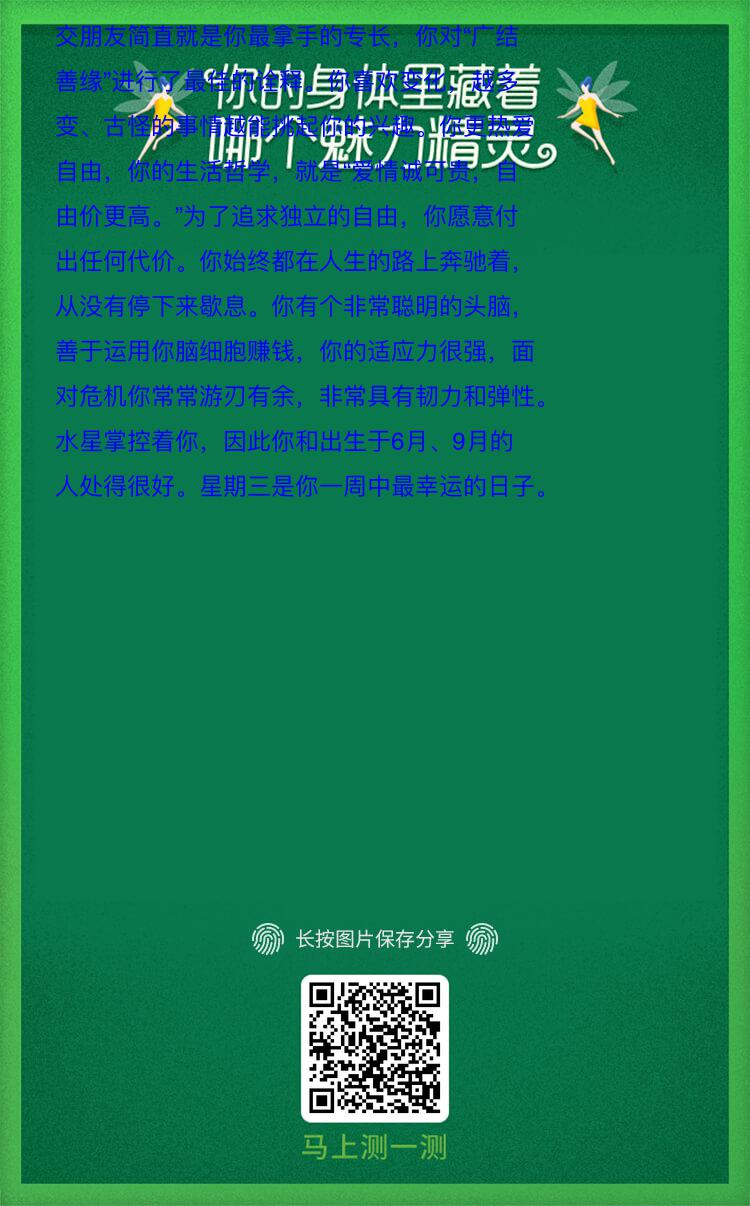 交朋友简直就是你最拿手的专长，你对“广结
善缘”进行了最佳的诠释。你喜欢变化，越多
变、古怪的事情越能挑起你的兴趣。你更热爱
自由，你的生活哲学，就是“爱情诚可贵，自
由价更高。”为了追求独立的自由，你愿意付
出任何代价。你始终都在人生的路上奔驰着，
从没有停下来歇息。你有个非常聪明的头脑，
善于运用你脑细胞赚钱，你的适应力很强，面
对危机你常常游刃有余，非常具有韧力和弹性。
水星掌控着你，因此你和出生于6月、9月的
人处得很好。星期三是你一周中最幸运的日子。
你的身体里藏着
哪个魅力精灵
长按图片保存分享
马上测一测